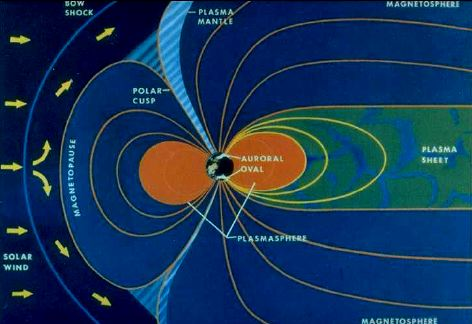 BOW
SHOCK
PLASMA
MANTLE
MAGNETOSPHERE
POLAR
CUSP
MAGNETOPAUSE
AURORAL
OVAL
PLASMA
SHEET
PLASMASPHERE
SOLAR
WIND
MAGNETOSPHERE